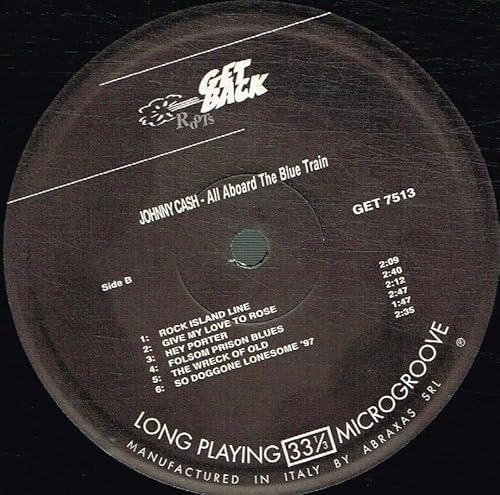 GET
BACK
ROOTS
JOHNNY CASH - All Aboard The Blue Train
GET 7513
Side B
1: ROCK ISLAND LINE 2:09
2: GIVE MY LOVE TO ROSE 2:40
3: HEY PORTER 2:12
4: FOLSOM PRISON BLUES 2:47
5: THE WRECK OF OLD 1:47
6: SO DOGGONE LONESOME '97 2:35
LONG PLAYING 33⅓ MICROGROOVE ®
MANUFACTURED IN ITALY BY ABRAXAS SRL